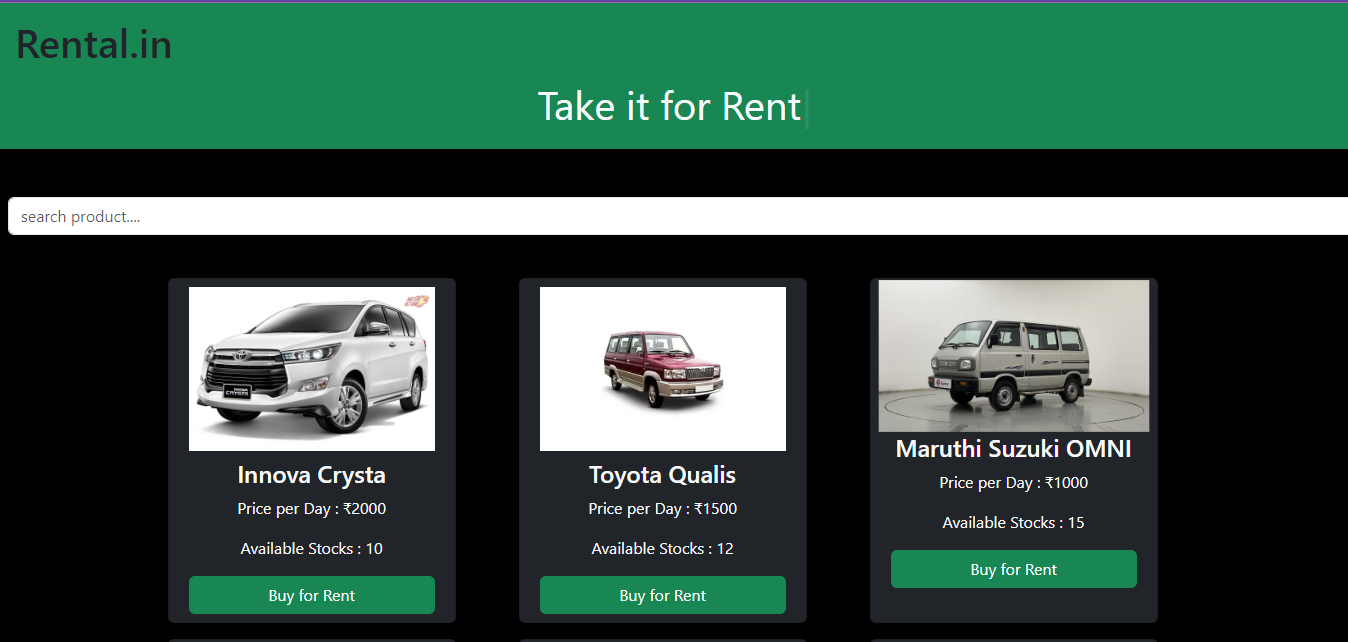 Rental.in
Take it for Rent
search product....
Innova Crysta
Price per Day : ₹2000
Available Stocks : 10
Buy for Rent
Toyota Qualis
Price per Day : ₹1500
Available Stocks : 12
Buy for Rent
Maruthi Suzuki OMNI
Price per Day : ₹1000
Available Stocks : 15
Buy for Rent